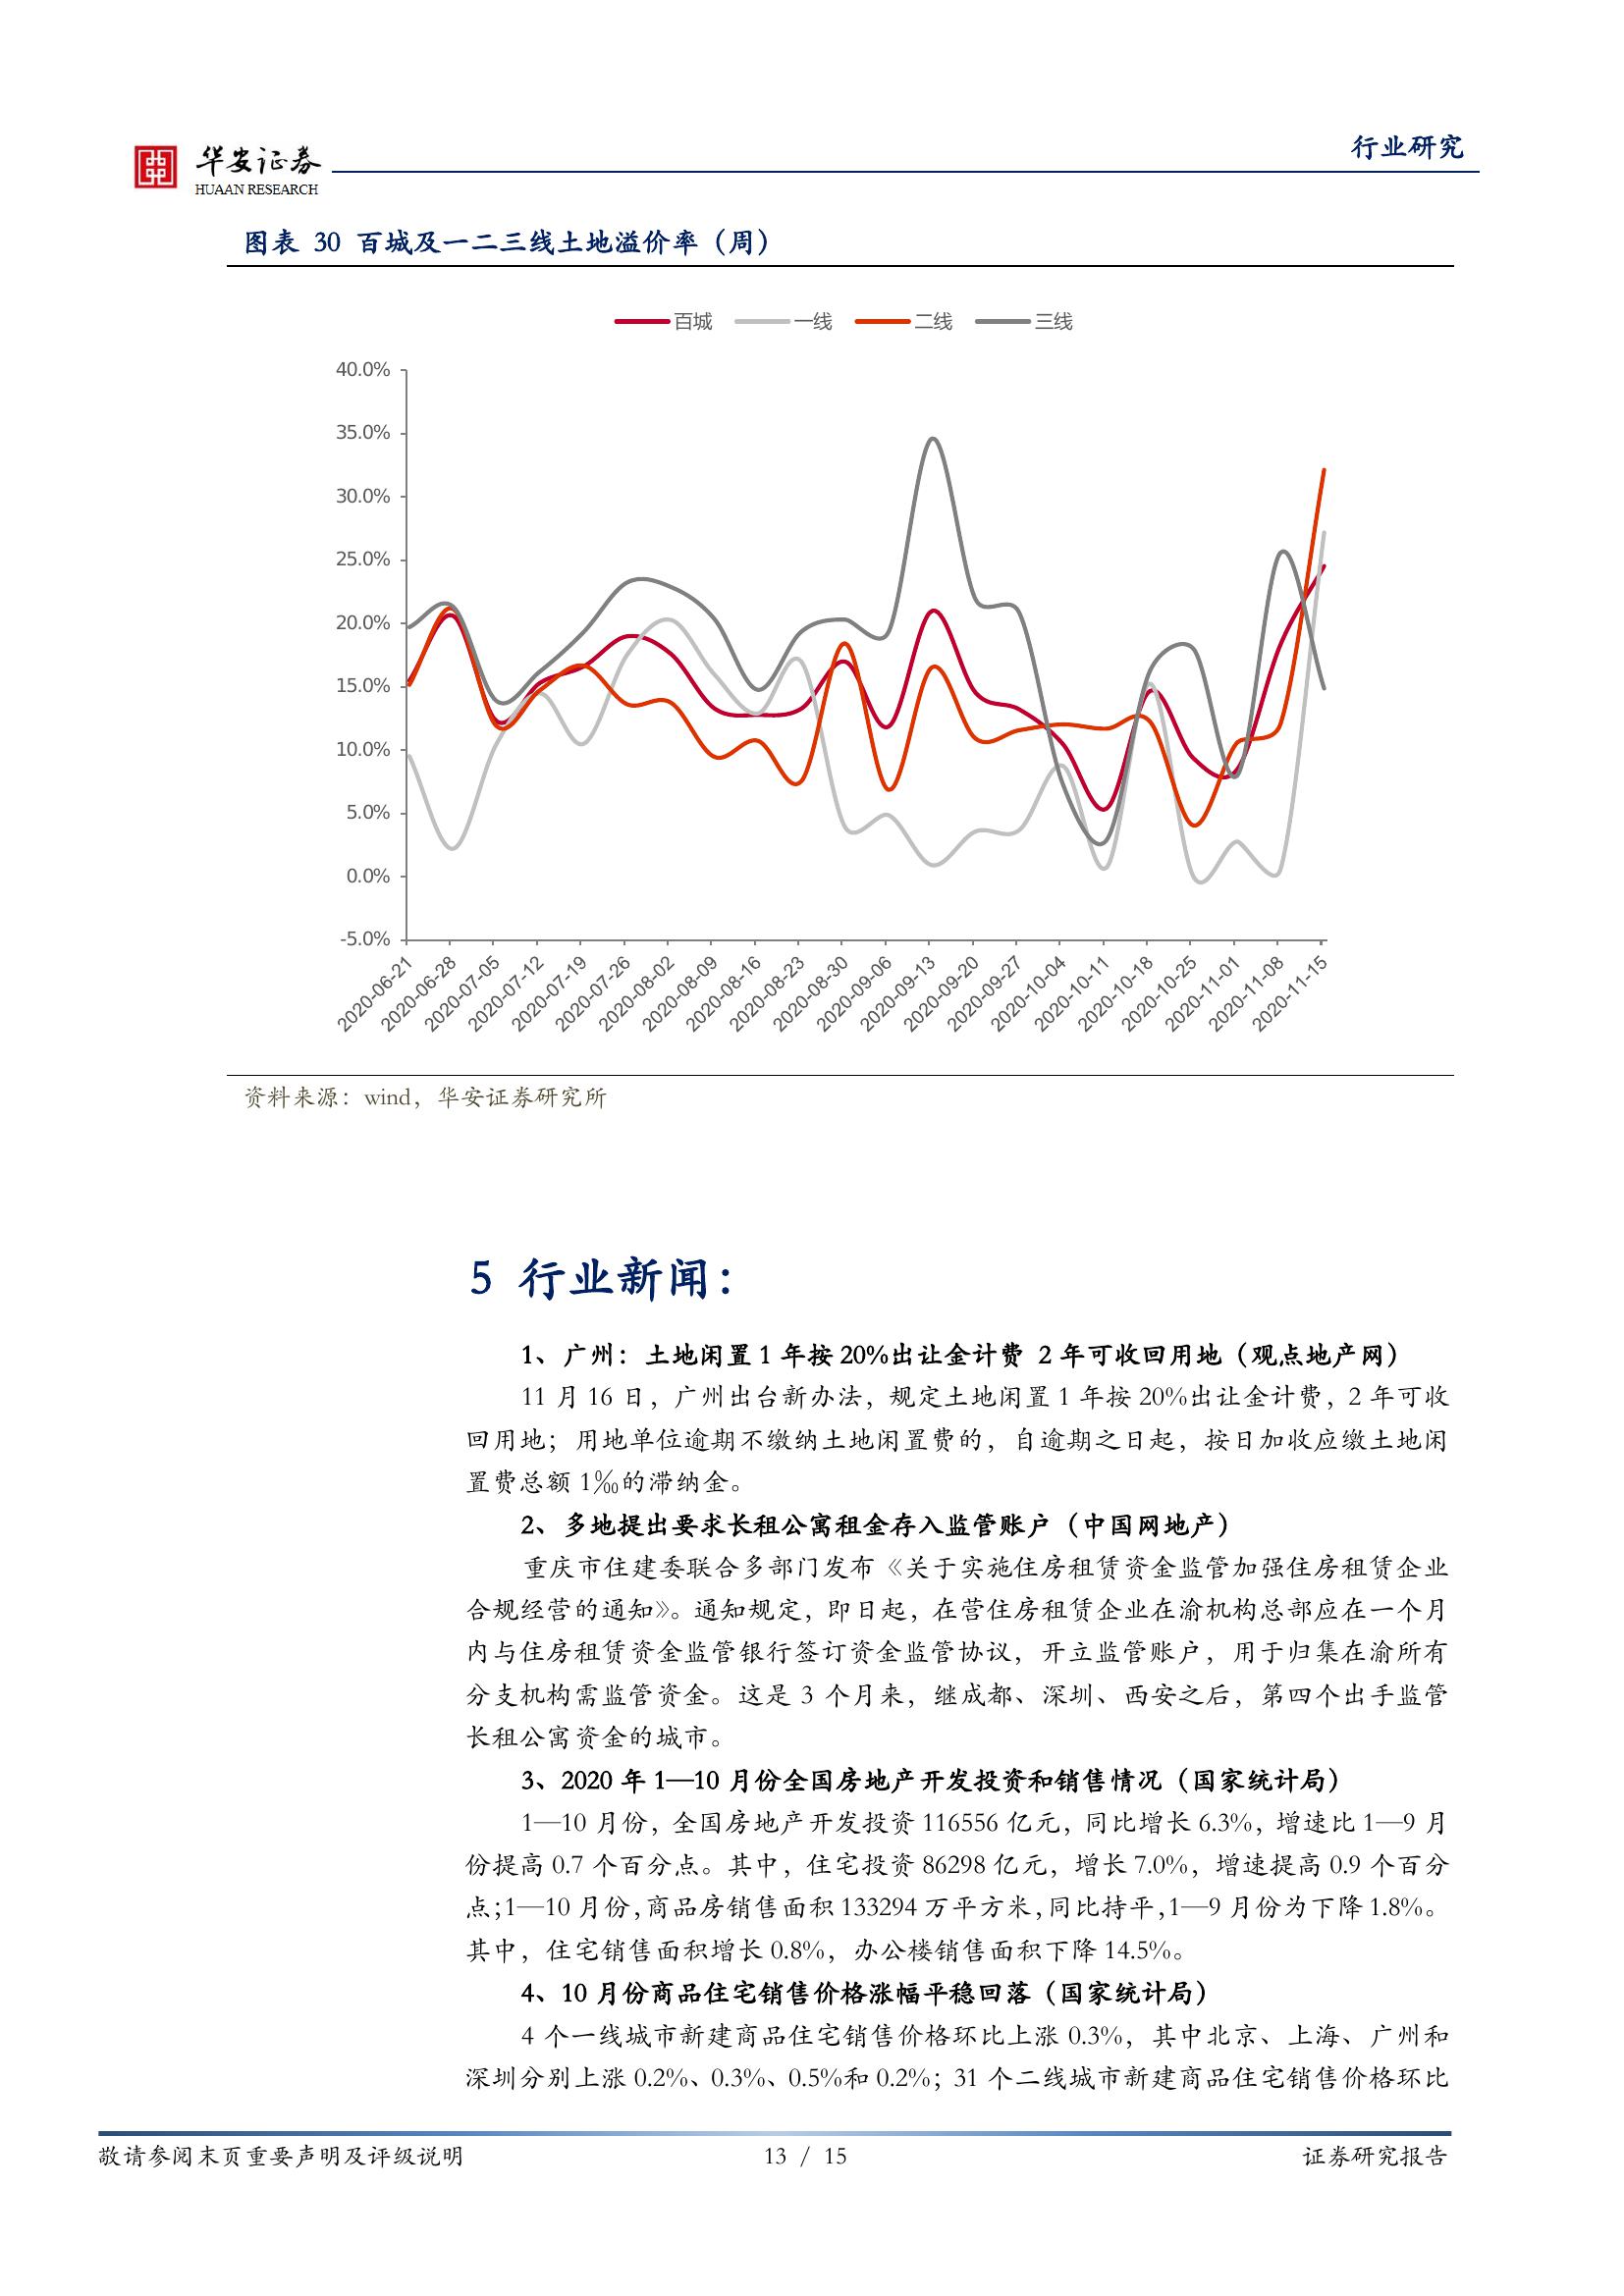 华安证券
HUAAN RESEARCH
行业研究
图表 30 百城及一二三线土地溢价率（周）
百城 一线 二线 三线
40.0%
35.0%
30.0%
25.0%
20.0%
15.0%
10.0%
5.0%
0.0%
-5.0%
2020-06-21 2020-06-28 2020-07-05 2020-07-12 2020-07-19 2020-07-26 2020-08-02 2020-08-09 2020-08-16 2020-08-23 2020-08-30 2020-09-06 2020-09-13 2020-09-20 2020-09-27 2020-10-04 2020-10-11 2020-10-18 2020-10-25 2020-11-01 2020-11-08 2020-11-15
资料来源：wind，华安证券研究所
5 行业新闻：
1、广州：土地闲置 1 年按 20%出让金计费 2 年可收回用地（观点地产网）
11 月 16 日，广州出台新办法，规定土地闲置 1 年按 20%出让金计费，2 年可收
回用地；用地单位逾期不缴纳土地闲置费的，自逾期之日起，按日加收应缴土地闲
置费总额 1‰的滞纳金。
2、多地提出要求长租公寓租金存入监管账户（中国网地产）
重庆市住建委联合多部门发布《关于实施住房租赁资金监管加强住房租赁企业
合规经营的通知》。通知规定，即日起，在营住房租赁企业在渝机构总部应在一个月
内与住房租赁资金监管银行签订资金监管协议，开立监管账户，用于归集在渝所有
分支机构需监管资金。这是 3 个月来，继成都、深圳、西安之后，第四个出手监管
长租公寓资金的城市。
3、2020 年 1—10 月份全国房地产开发投资和销售情况（国家统计局）
1—10 月份，全国房地产开发投资 116556 亿元，同比增长 6.3%，增速比 1—9 月
份提高 0.7 个百分点。其中，住宅投资 86298 亿元，增长 7.0%，增速提高 0.9 个百分
点;1—10 月份，商品房销售面积 133294 万平方米，同比持平，1—9 月份为下降 1.8%。
其中，住宅销售面积增长 0.8%，办公楼销售面积下降 14.5%。
4、10 月份商品住宅销售价格涨幅平稳回落（国家统计局）
4 个一线城市新建商品住宅销售价格环比上涨 0.3%，其中北京、上海、广州和
深圳分别上涨 0.2%、0.3%、0.5%和 0.2%；31 个二线城市新建商品住宅销售价格环比
敬请参阅末页重要声明及评级说明 13 / 15 证券研究报告